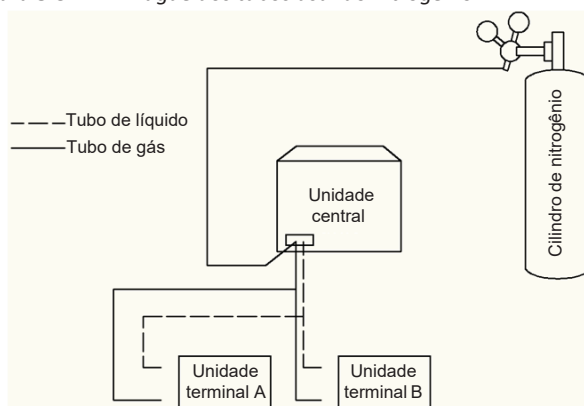 Tubo de líquido
Tubo de gás
Unidade
central
Cilindro de nitrogênio
Unidade
terminal A
Unidade
terminal B